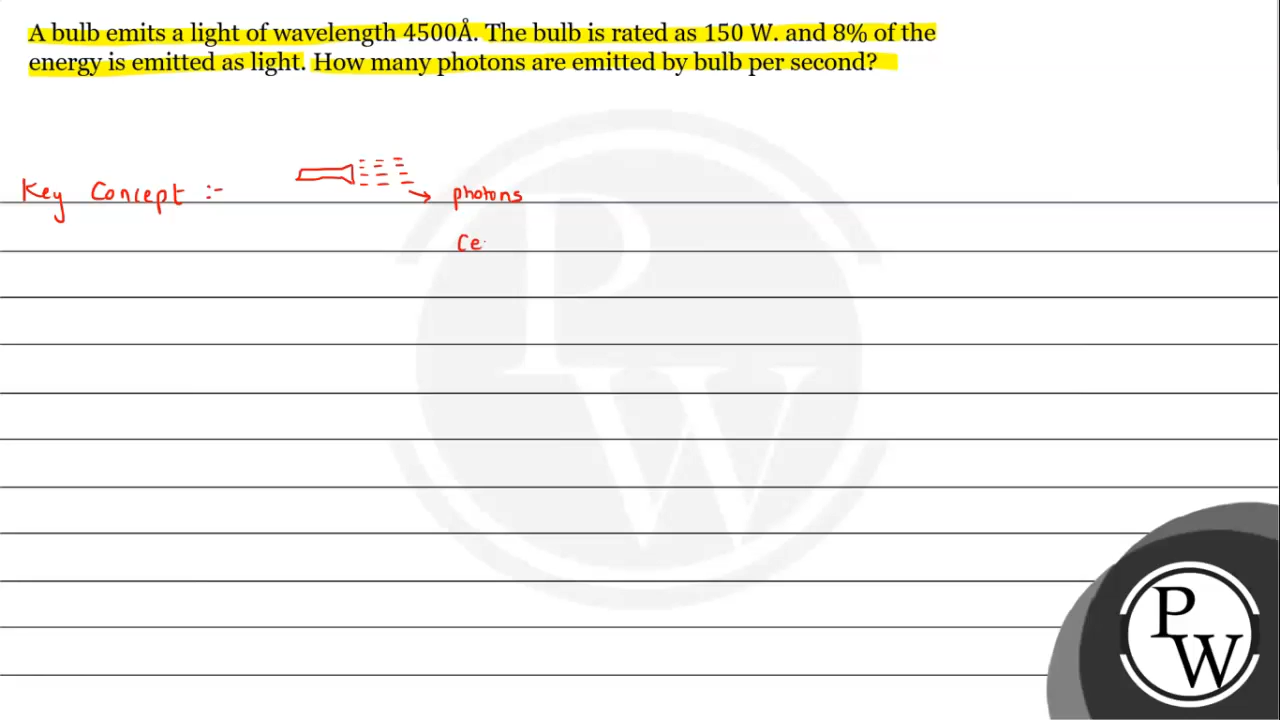 A bulb emits a light of wavelength 4500Å. The bulb is rated as 150 W. and 8% of the
energy is emitted as light. How many photons are emitted by bulb per second?
Key Concept :-
photons
(e
P
W
P
W